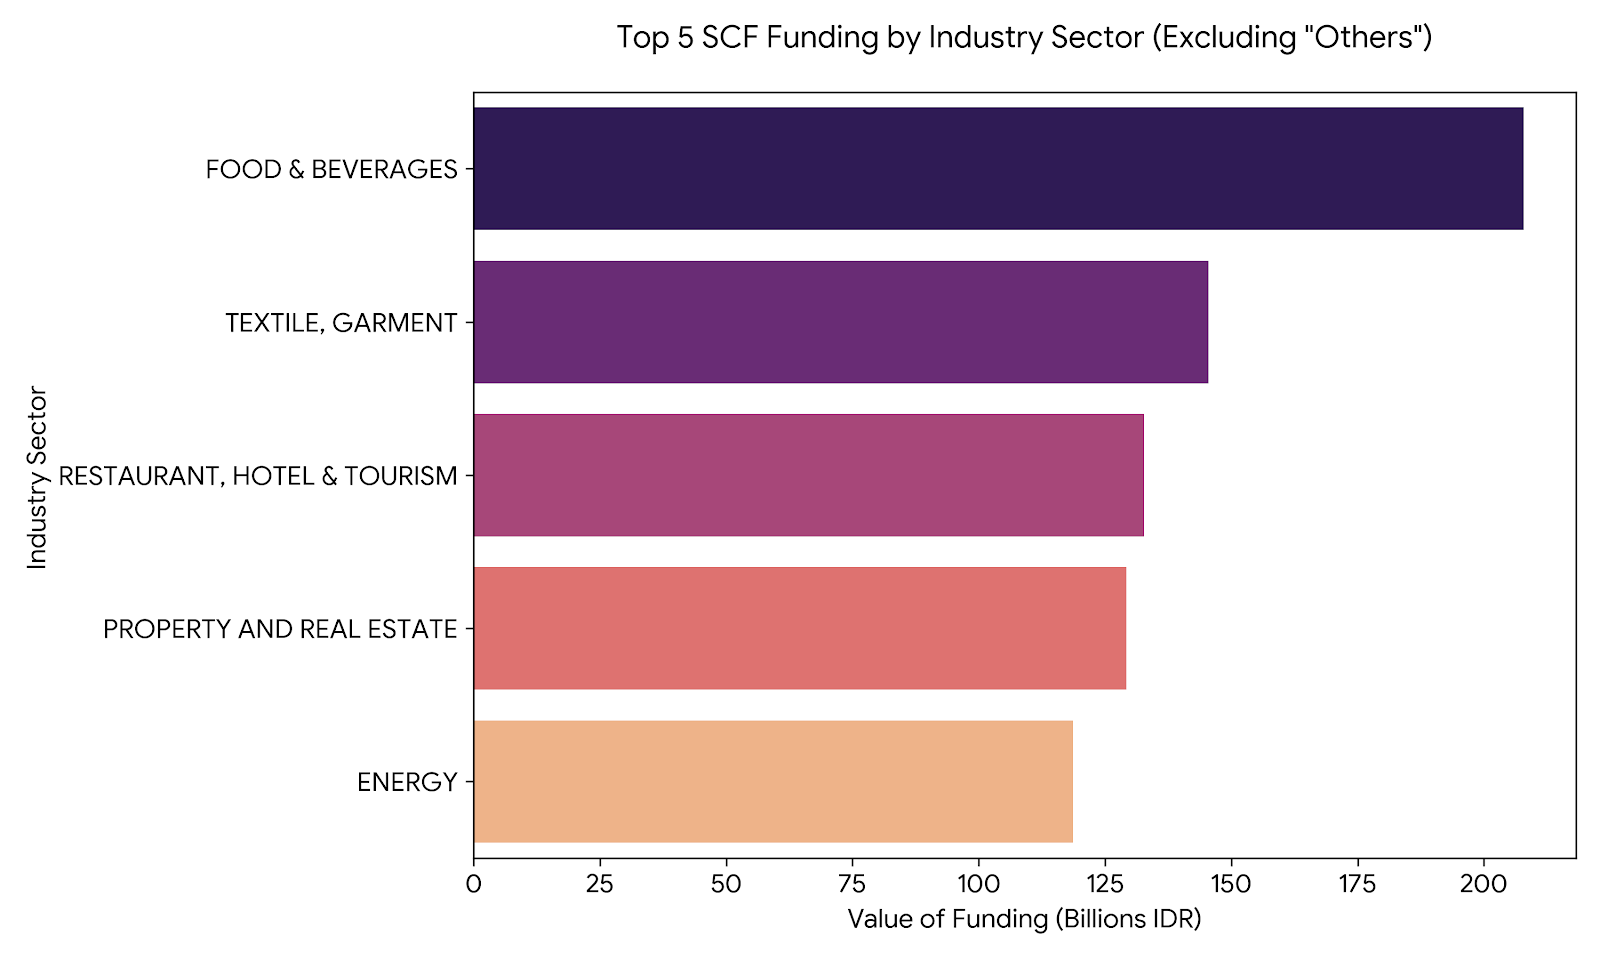 Top 5 SCF Funding by Industry Sector (Excluding "Others")
Industry Sector
FOOD & BEVERAGES
TEXTILE, GARMENT
RESTAURANT, HOTEL & TOURISM
PROPERTY AND REAL ESTATE
ENERGY
0 25 50 75 100 125 150 175 200
Value of Funding (Billions IDR)